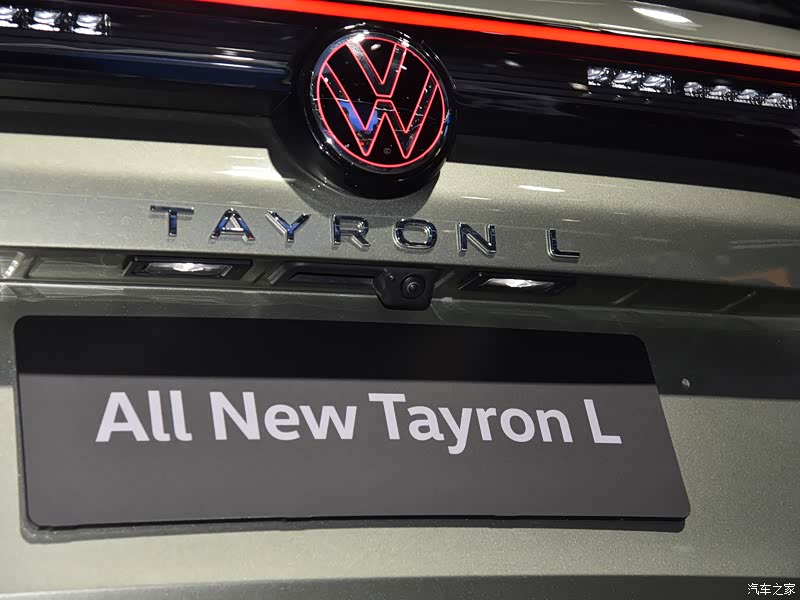 TAYRON L
All New Tayron L
汽车之家